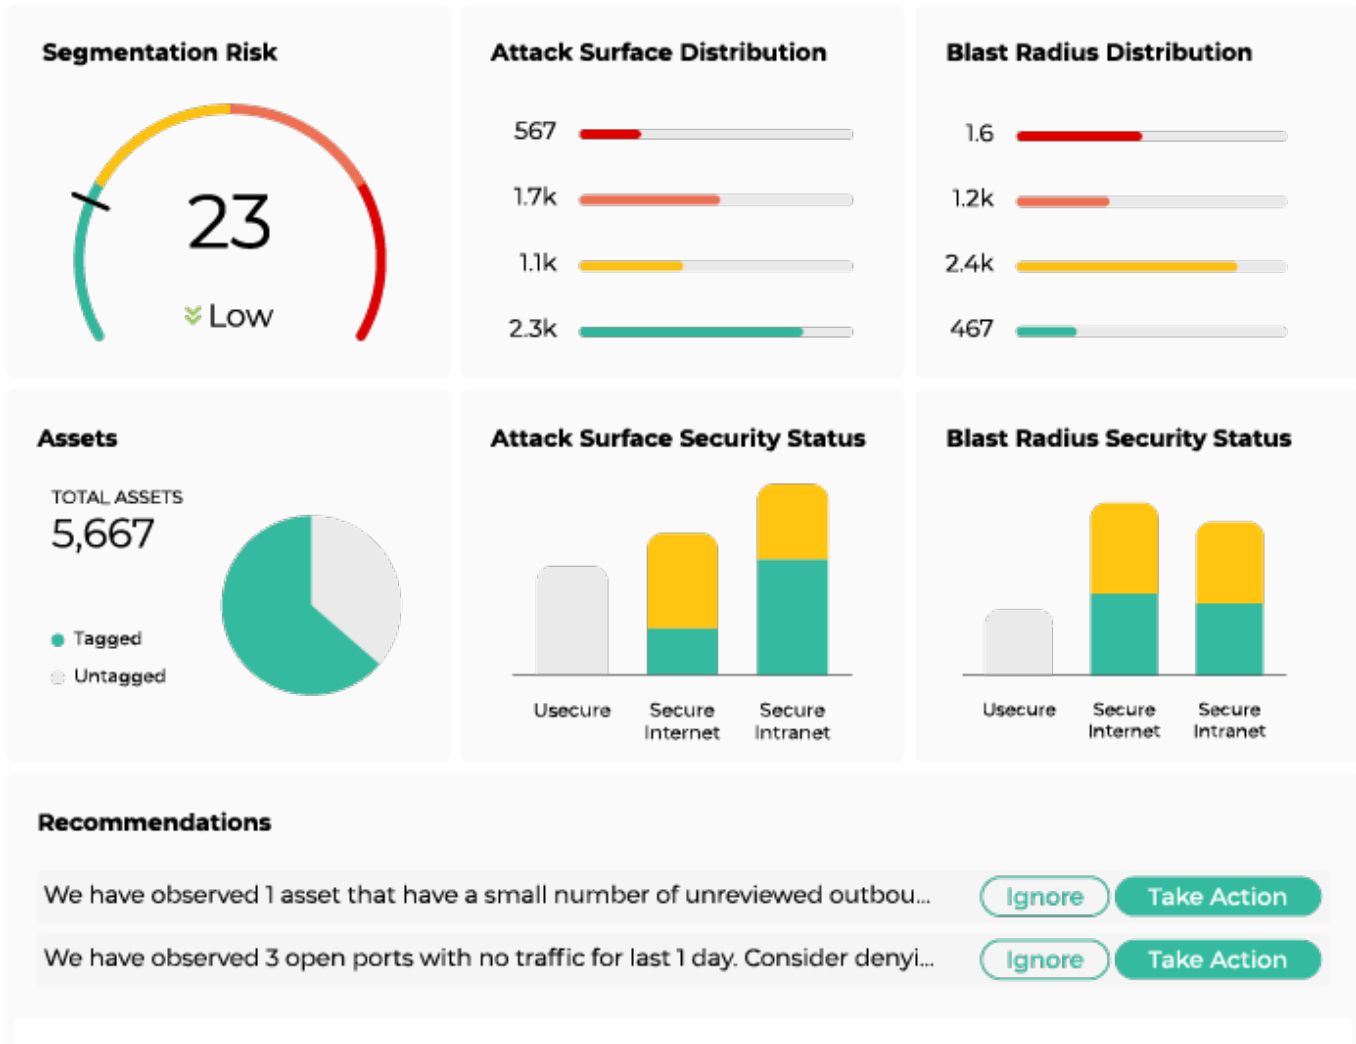 Segmentation Risk
23
Low
Attack Surface Distribution
567
1.7k
1.1k
2.3k
Blast Radius Distribution
1.6
1.2k
2.4k
467
Assets
TOTAL ASSETS
5,667
Tagged
Untagged
Attack Surface Security Status
Usecure
Secure
Internet
Secure
Intranet
Blast Radius Security Status
Usecure
Secure
Internet
Secure
Intranet
Recommendations
We have observed 1 asset that have a small number of unreviewed outbou... Ignore Take Action
We have observed 3 open ports with no traffic for last 1 day. Consider denyi... Ignore Take Action